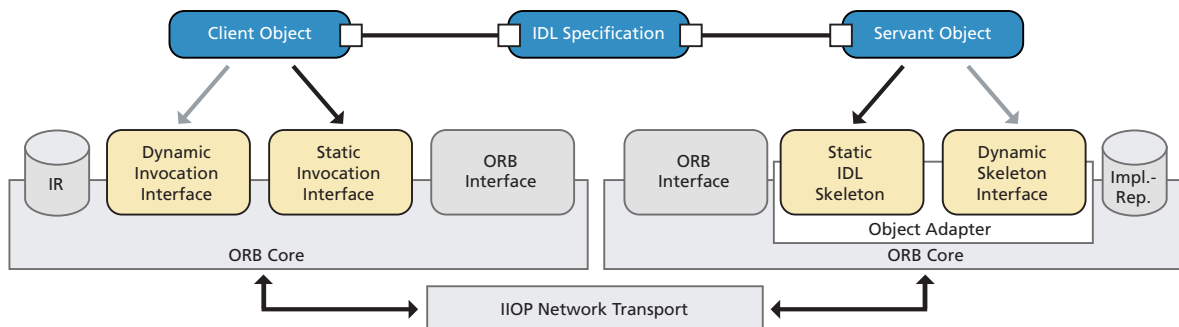 Client Object
IDL Specification
Servant Object
IR
Dynamic
Invocation
Interface
Static
Invocation
Interface
ORB
Interface
ORB Core
ORB
Interface
Static
IDL
Skeleton
Dynamic
Skeleton
Interface
Impl.-
Rep.
Object Adapter
ORB Core
IIOP Network Transport